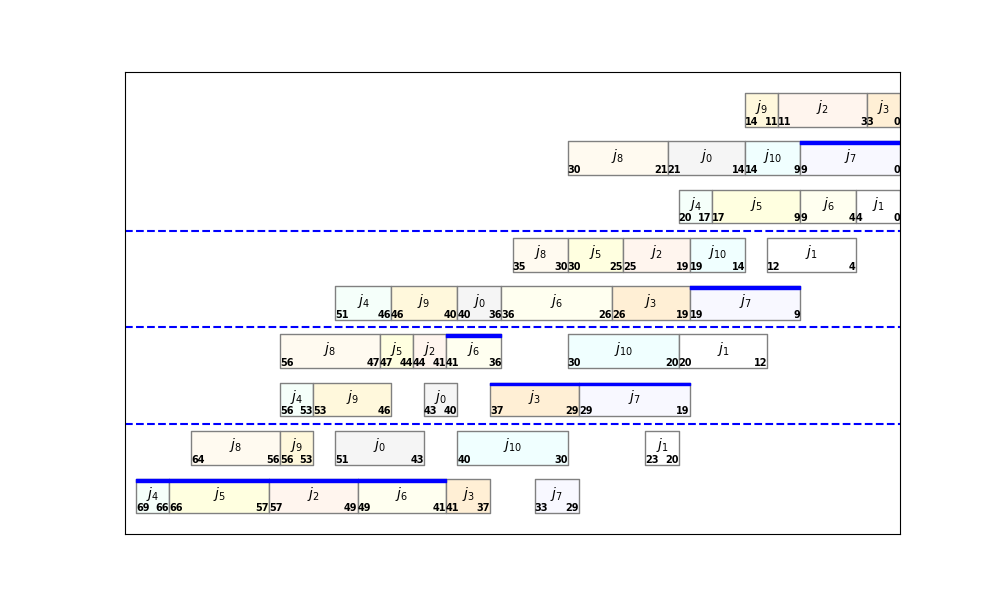 j9 j2 j3
14 11 11 3 3 0
j8 j0 j10 j7
30 21 21 14 14 9 9 0
j4 j5 j6 j1
20 17 17 9 9 4 4 0
j8 j5 j2 j10 j1
35 30 30 25 25 19 19 14 12 4
j4 j9 j0 j6 j3 j7
51 46 46 40 40 36 36 26 26 19 19 9
j8 j5 j2 j6 j10 j1
56 47 47 44 44 41 41 36 30 20 20 12
j4 j9 j0 j3 j7
56 53 53 46 43 40 37 29 29 19
j8 j9 j0 j10 j1
64 56 56 53 51 43 40 30 23 20
j4 j5 j2 j6 j3 j7
69 66 66 57 57 49 49 41 41 37 33 29